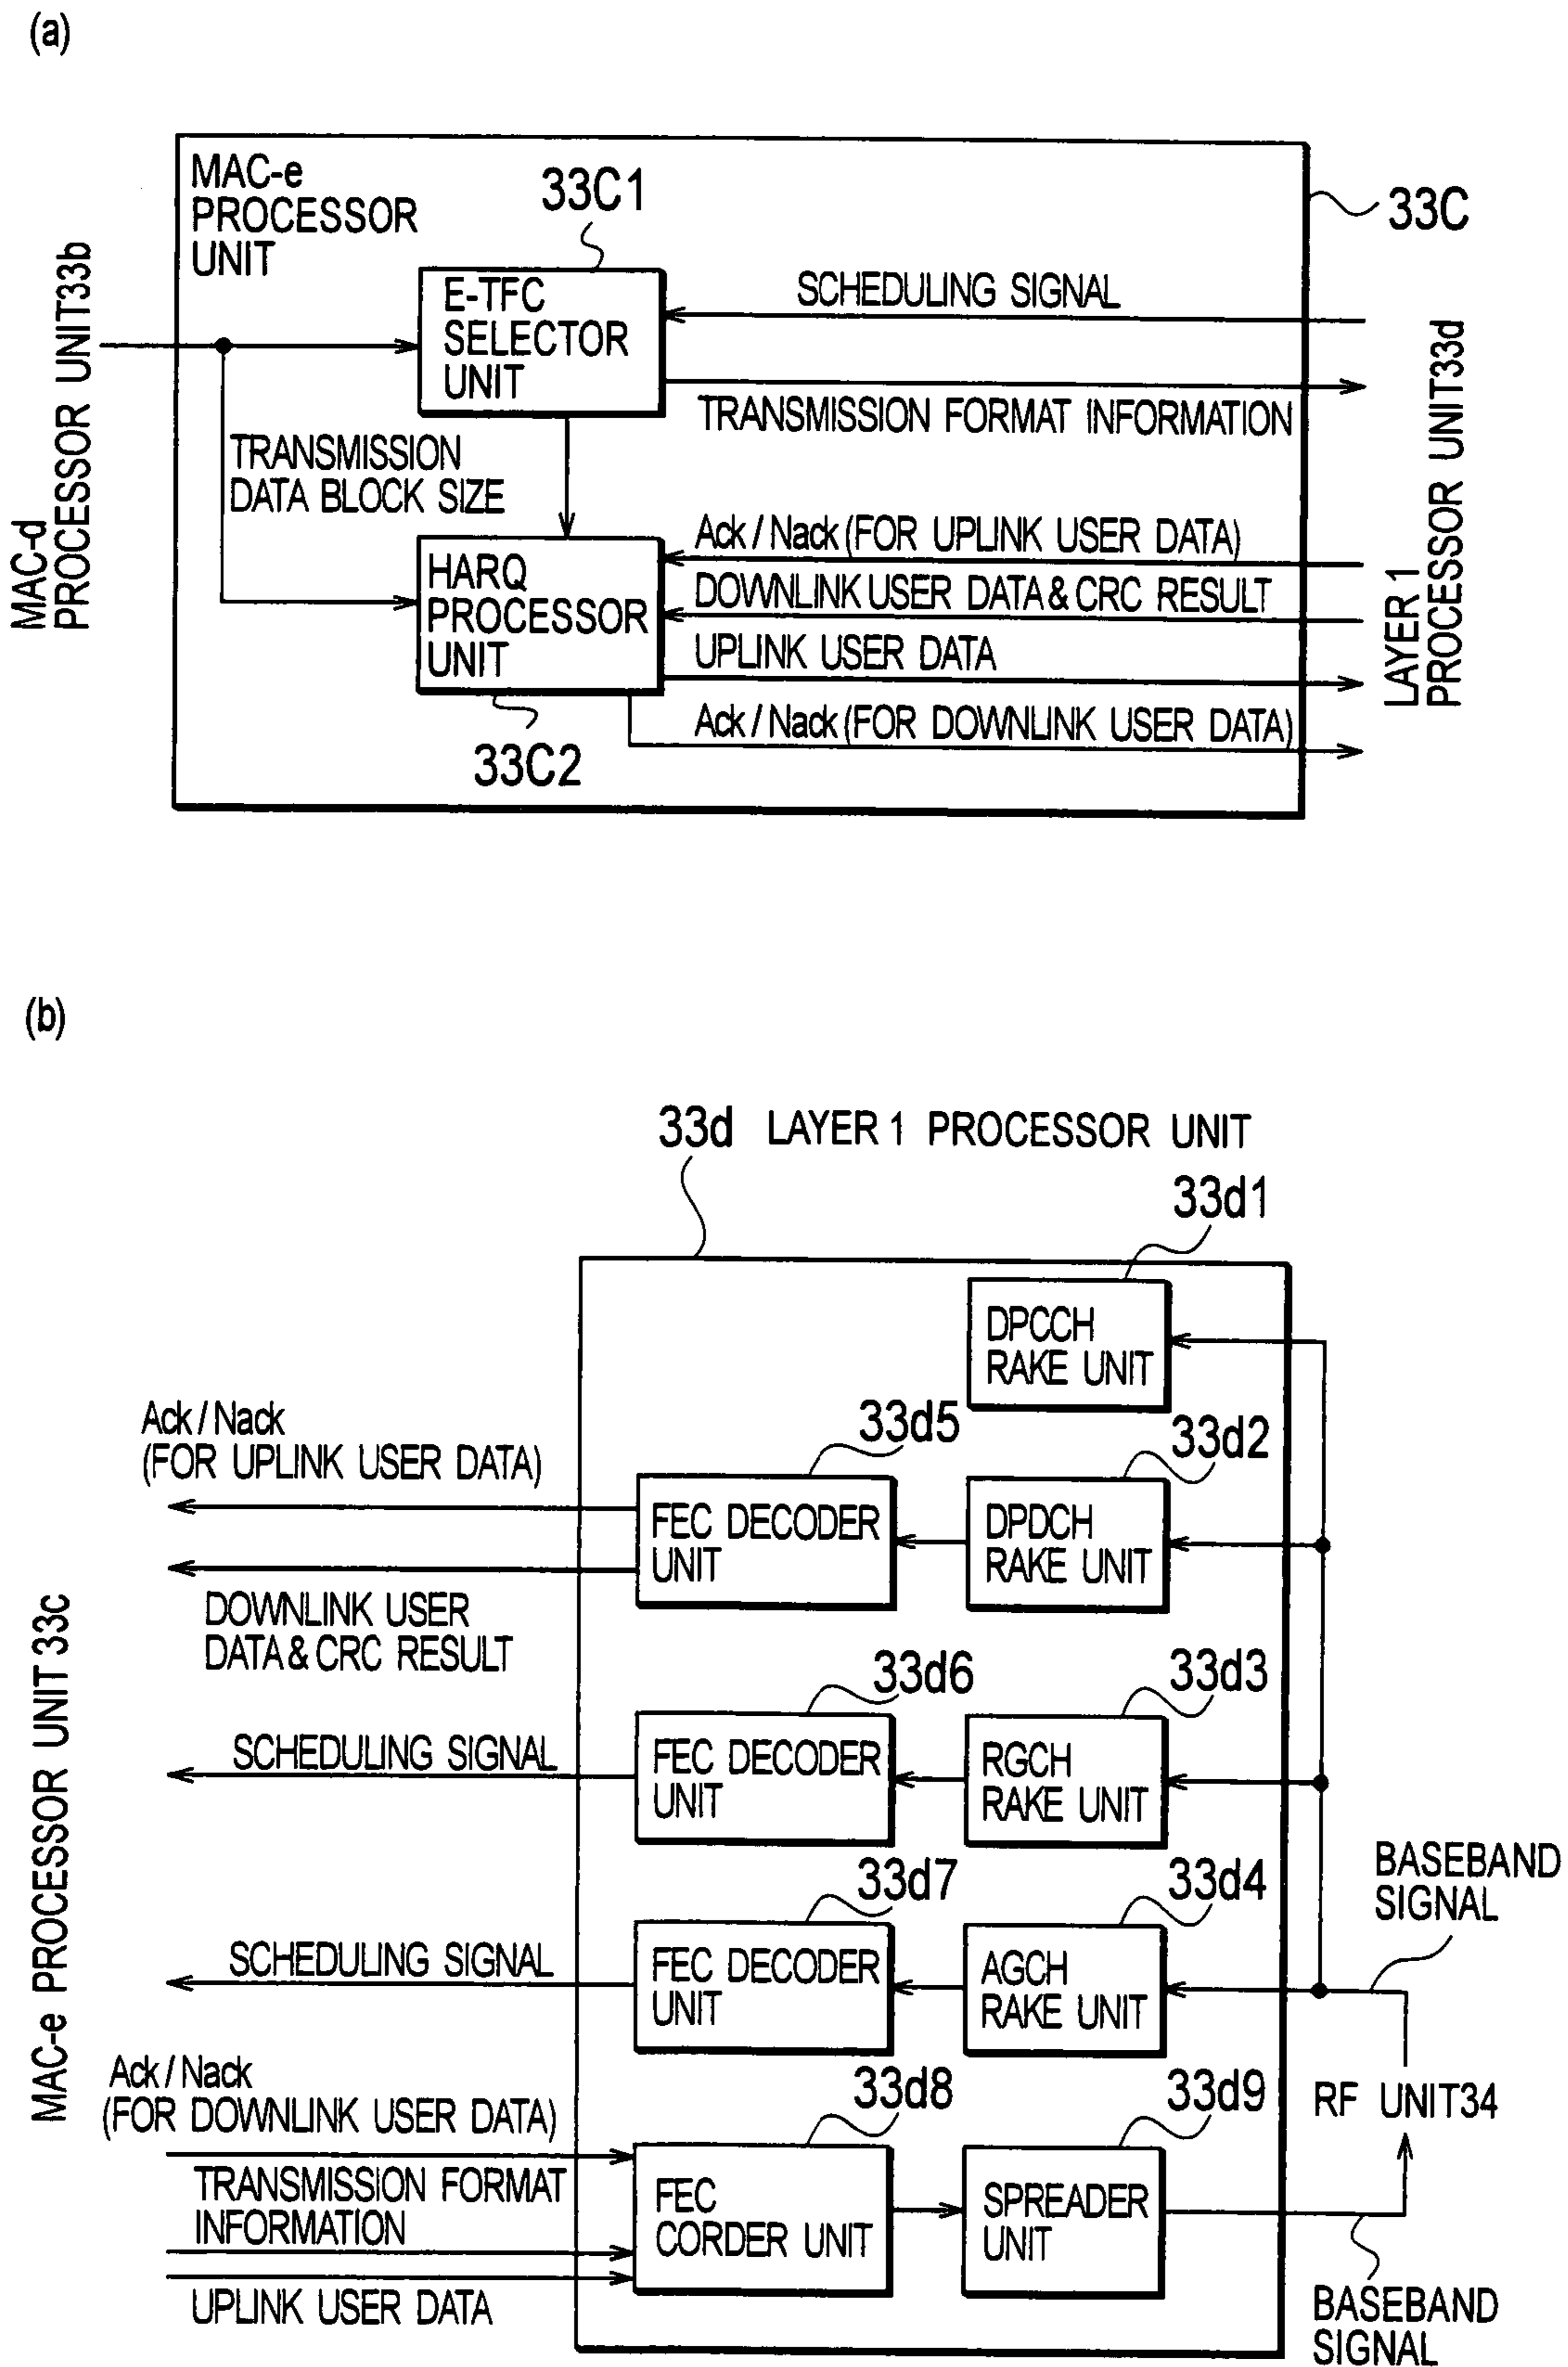 (a)
MAC-e
PROCESSOR
UNIT
33C1
33C
MAC-d
PROCESSOR UNIT33b
E-TFC
SELECTOR
UNIT
SCHEDULING SIGNAL
TRANSMISSION FORMAT INFORMATION
TRANSMISSION
DATA BLOCK SIZE
LAYER 1
PROCESSOR UNIT33d
HARQ
PROCESSOR
UNIT
Ack / Nack (FOR UPLINK USER DATA)
DOWNLINK USER DATA & CRC RESULT
UPLINK USER DATA
Ack / Nack (FOR DOWNLINK USER DATA)
33C2
(b)
33d LAYER 1 PROCESSOR UNIT
33d1
DPCCH
RAKE UNIT
Ack / Nack
(FOR UPLINK USER DATA)
33d5
33d2
FEC DECODER
UNIT
DPDCH
RAKE UNIT
DOWNLINK USER
DATA & CRC RESULT
MAC-e PROCESSOR UNIT 33c
33d6
33d3
SCHEDULING SIGNAL
FEC DECODER
UNIT
RGCH
RAKE UNIT
BASEBAND
SIGNAL
33d7
33d4
SCHEDULING SIGNAL
FEC DECODER
UNIT
AGCH
RAKE UNIT
Ack / Nack
(FOR DOWNLINK USER DATA)
33d8
33d9
RF UNIT34
TRANSMISSION FORMAT
INFORMATION
FEC
CORDER UNIT
SPREADER
UNIT
UPLINK USER DATA
BASEBAND
SIGNAL